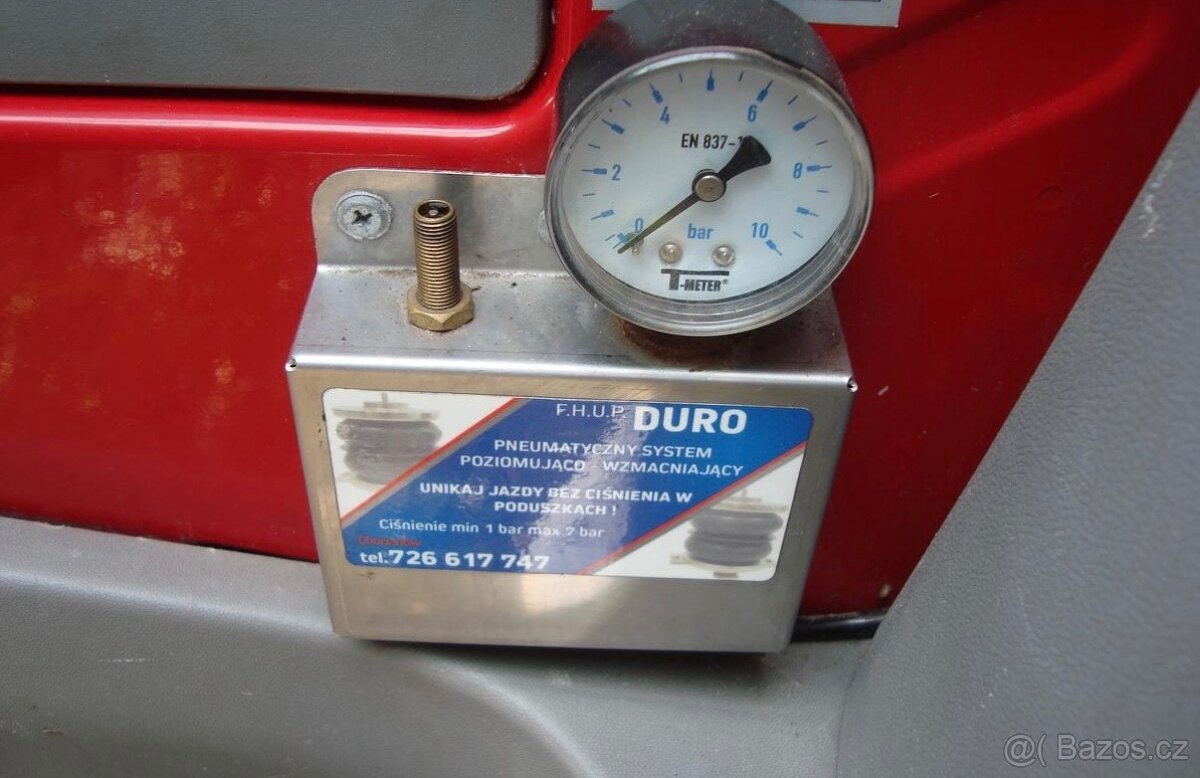 4
6
EN 837-1
2
8
0
bar
10
T-METER®
F.H.U.P. DURO
PNEUMATYCZNY SYSTEM
POZIOMUJĄCO - WZMACNIAJĄCY
UNIKAJ JAZDY BEZ CIŚNIENIA W
PODUSZKACH !
Ciśnienie min 1 bar max 7 bar
Chocianów
tel.726 617 747
@( Bazos.cz